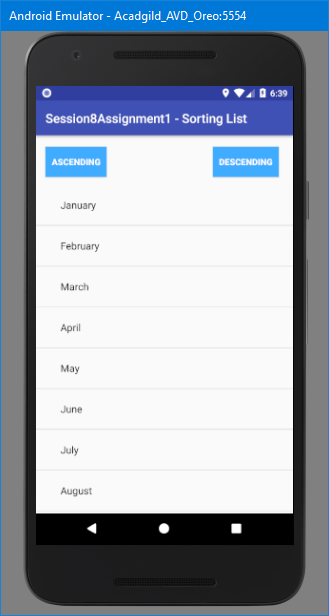 Android Emulator - Acadgild_AVD_Oreo:5554
6:39
Session8Assignment1 - Sorting List
ASCENDING
DESCENDING
January
February
March
April
May
June
July
August